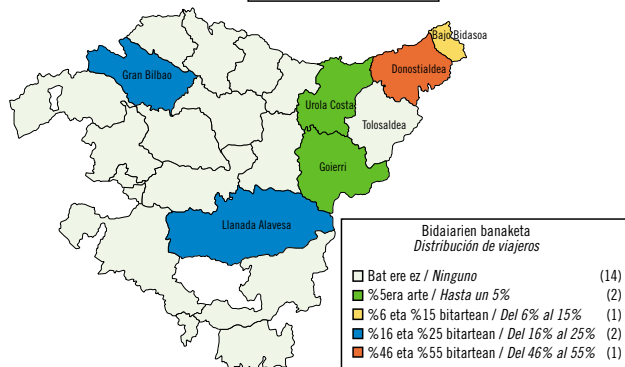 Bajo Bidasoa
Gran Bilbao
Donostialdea
Urola Costa
Tolosaldea
Goierri
Llanada Alavesa
Bidaiarien banaketa
Distribución de viajeros
Bat ere ez / Ninguno (14)
%5era arte / Hasta un 5% (2)
%6 eta %15 bitartean / Del 6% al 15% (1)
%16 eta %25 bitartean / Del 16% al 25% (2)
%46 eta %55 bitartean / Del 46% al 55% (1)